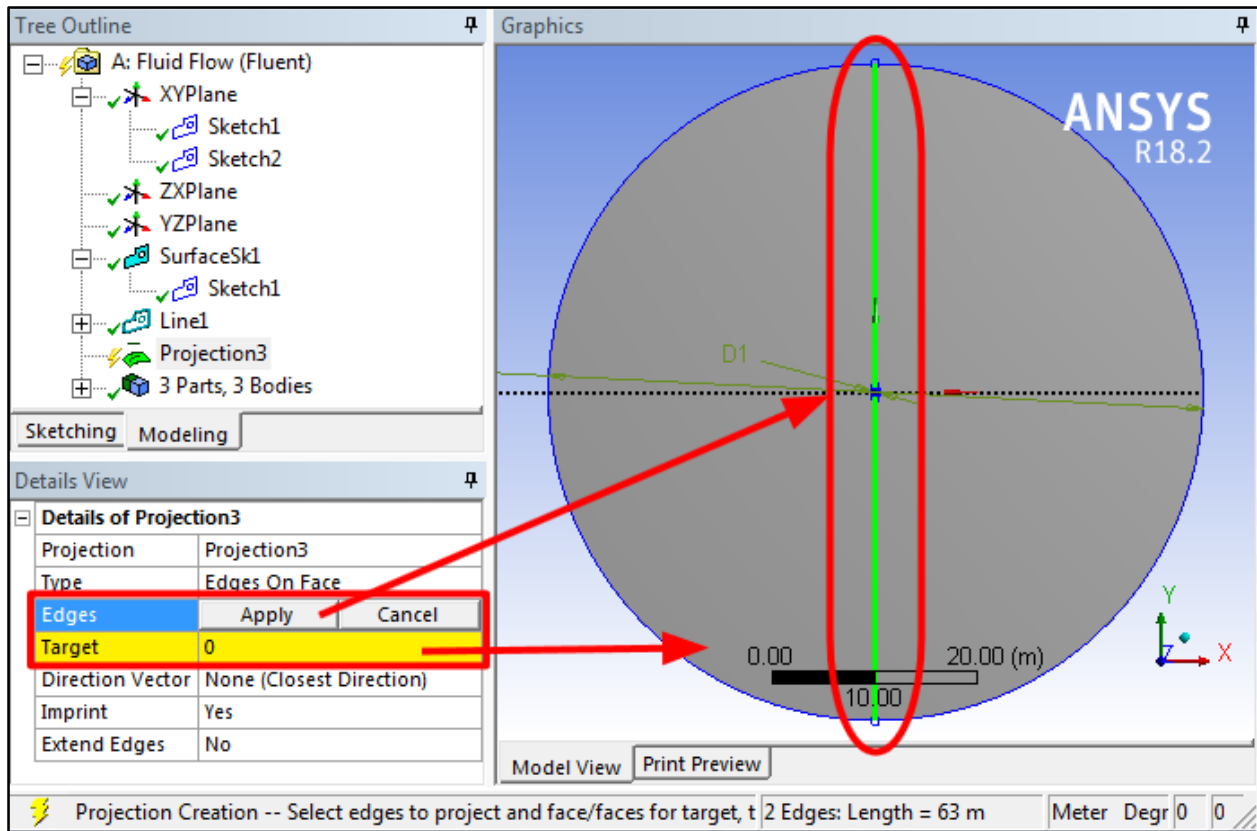 Tree Outline
A: Fluid Flow (Fluent)
XYPlane
Sketch1
Sketch2
ZXPlane
YZPlane
SurfaceSk1
Sketch1
Line1
Projection3
3 Parts, 3 Bodies
Sketching Modeling
Details View
Details of Projection3
Projection Projection3
Type Edges On Face
Edges Apply Cancel
Target 0
Direction Vector None (Closest Direction)
Imprint Yes
Extend Edges No
Graphics
ANSYS
R18.2
D1
0.00 20.00 (m)
10.00
Y
Z X
Model View Print Preview
Projection Creation -- Select edges to project and face/faces for target, t 2 Edges: Length = 63 m Meter Degr 0 0